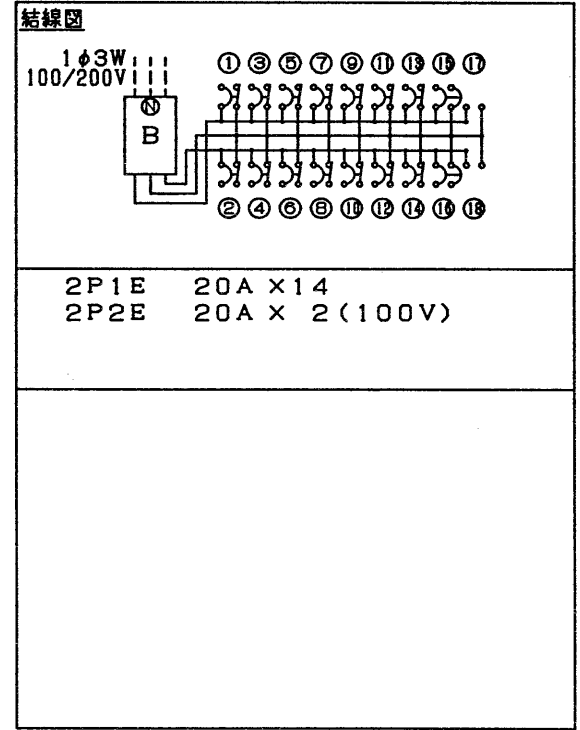 結線図
1φ3W
100/200V
① ③ ⑤ ⑦ ⑨ ⑪ ⑬ ⑮ ⑰
Ⓝ
B
② ④ ⑥ ⑧ ⑩ ⑫ ⑭ ⑯ ⑱
2P1E 20A ×14
2P2E 20A × 2(100V)